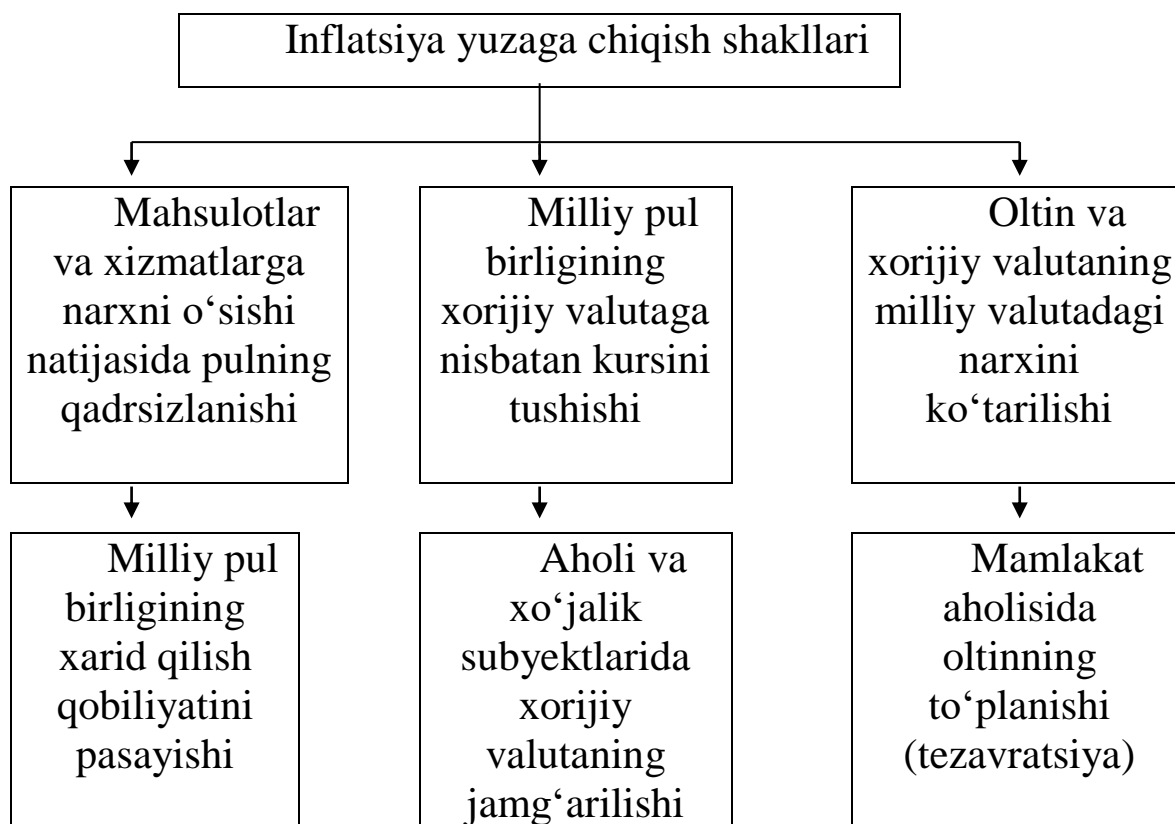 Inflatsiya yuzaga chiqish shakllari
Mahsulotlar
va xizmatlarga
narxni o‘sishi
natijasida pulning
qadrsizlanishi
Milliy pul
birligining
xorijiy valutaga
nisbatan kursini
tushishi
Oltin va
xorijiy valutaning
milliy valutadagi
narxini
ko‘tarilishi
Milliy pul
birligining
xarid qilish
qobiliyatini
pasayishi
Aholi va
xo‘jalik
subyektlarida
xorijiy
valutaning
jamg‘arilishi
Mamlakat
aholisida
oltinning
to‘planishi
(tezavratsiya)